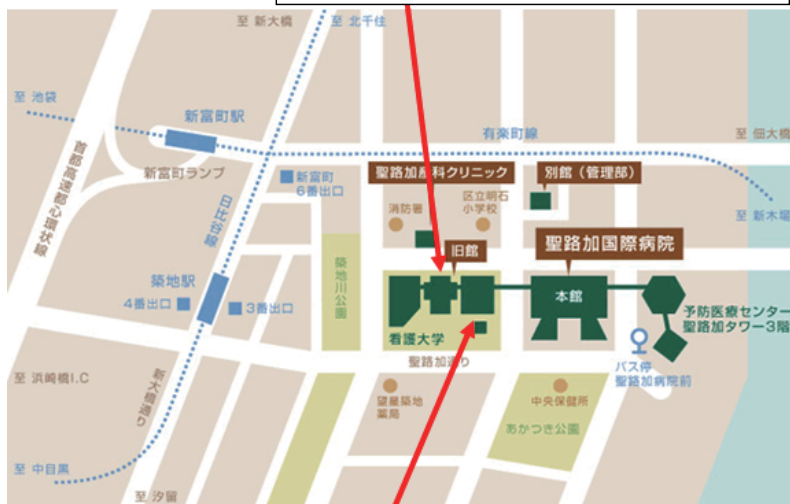 至 新大橋
至 北千住
至 池袋
新富町駅
有楽町線
至 佃大橋
首都高速都心環状線
新富町ランプ
日比谷線
新富町
6番出口
聖路加産科クリニック
別館（管理部）
消防署
区立明石
小学校
至 新木場
旧館
聖路加国際病院
築地川公園
築地駅
4番出口
3番出口
本館
予防医療センター
聖路加タワー3階
看護大学
聖路加通り
バス停
聖路加病院前
至 浜崎橋I.C
新大橋通り
望星築地
薬局
中央保健所
あかつき公園
至 中目黒
至 汐留